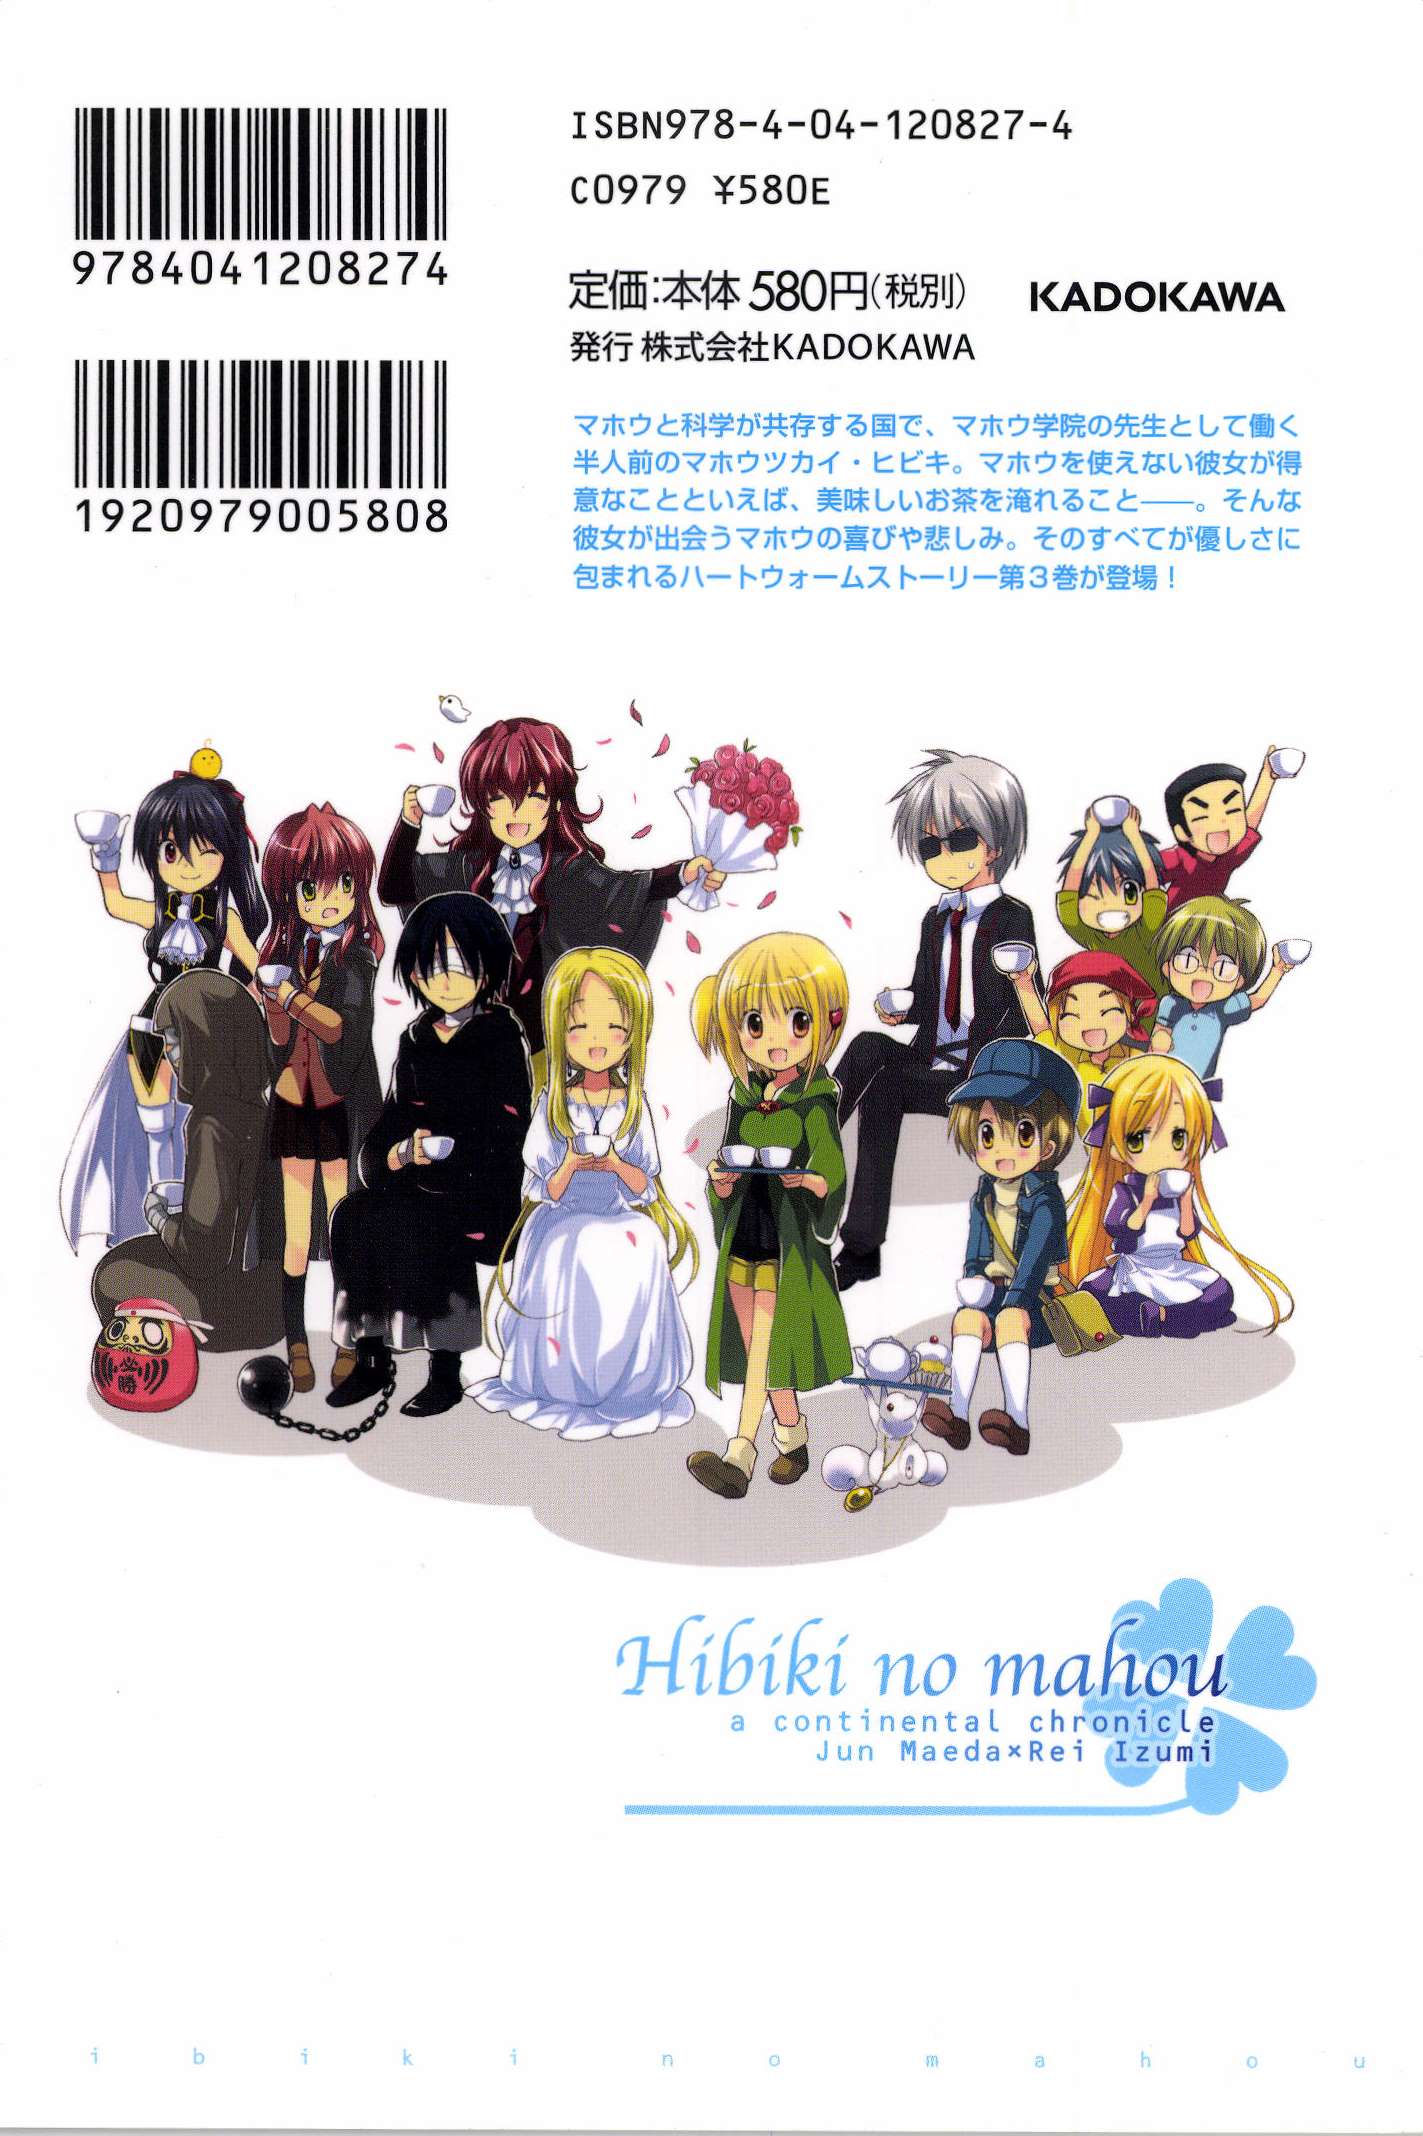 ISBN978-4-04-120827-4
C0979 ¥580E
9784041208274
定価：本体 580円（税別）
KADOKAWA
発行 株式会社KADOKAWA
1920979005808
マホウと科学が共存する国で、マホウ学院の先生として働く
半人前のマホウツカイ・ヒビキ。マホウを使えない彼女が得
意なことといえば、美味しいお茶を淹れること――。そんな
彼女が出会うマホウの喜びや悲しみ。そのすべてが優しさに
包まれるハートウォームストーリー第３巻が登場！
必勝
Hibiki no mahou
a continental chronicle
Jun Maeda×Rei Izumi
i b i k i n o m a h o u